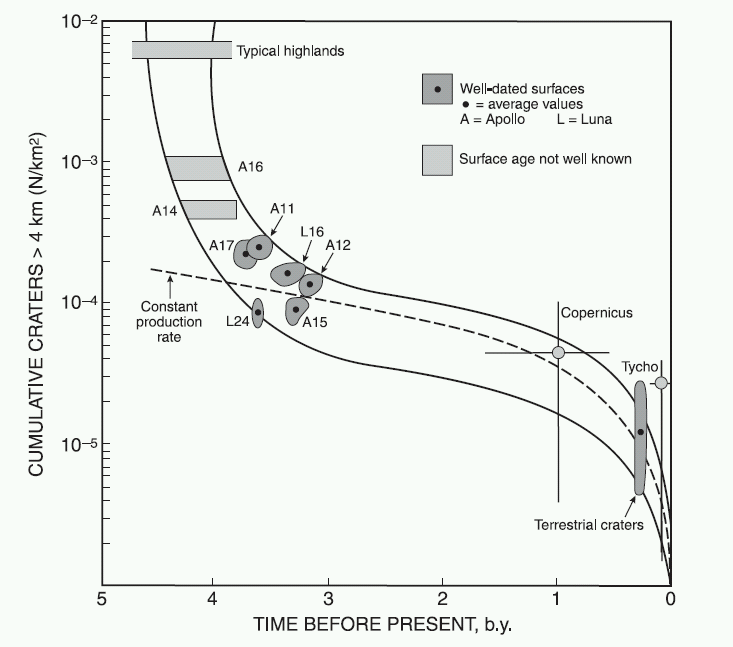 10–2
Typical highlands
Well-dated surfaces
• = average values
A = Apollo L = Luna
Surface age not well known
10–3
A16
A14
A11
L16
A17
A12
10–4
Constant
production
rate
L24
A15
Copernicus
Tycho
10–5
Terrestrial craters
CUMULATIVE CRATERS > 4 km (N/km2)
5 4 3 2 1 0
TIME BEFORE PRESENT, b.y.